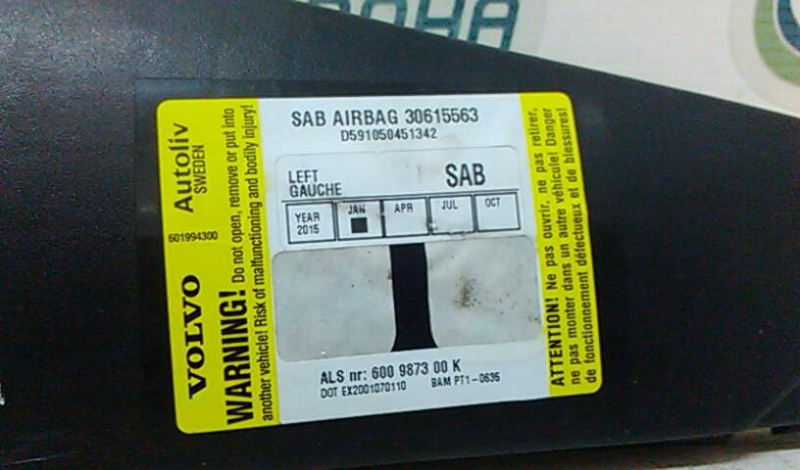 SAB AIRBAG 30615563
D591050451342
LEFT
GAUCHE
SAB
YEAR
2015
JAN
APR
JUL
OCT
ALS nr: 600 9873 00 K
DOT EX2001070110 BAM PT1-0635
Autoliv
SWEDEN
601994300
VOLVO
WARNING! Do not open, remove or put into
another vehicle! Risk of malfunctioning and bodily injury!
ATTENTION! Ne pas ouvrir, ne pas retirer,
ne pas monter dans un autre véhicule! Danger
de fonctionnement défectueux et de blessures!